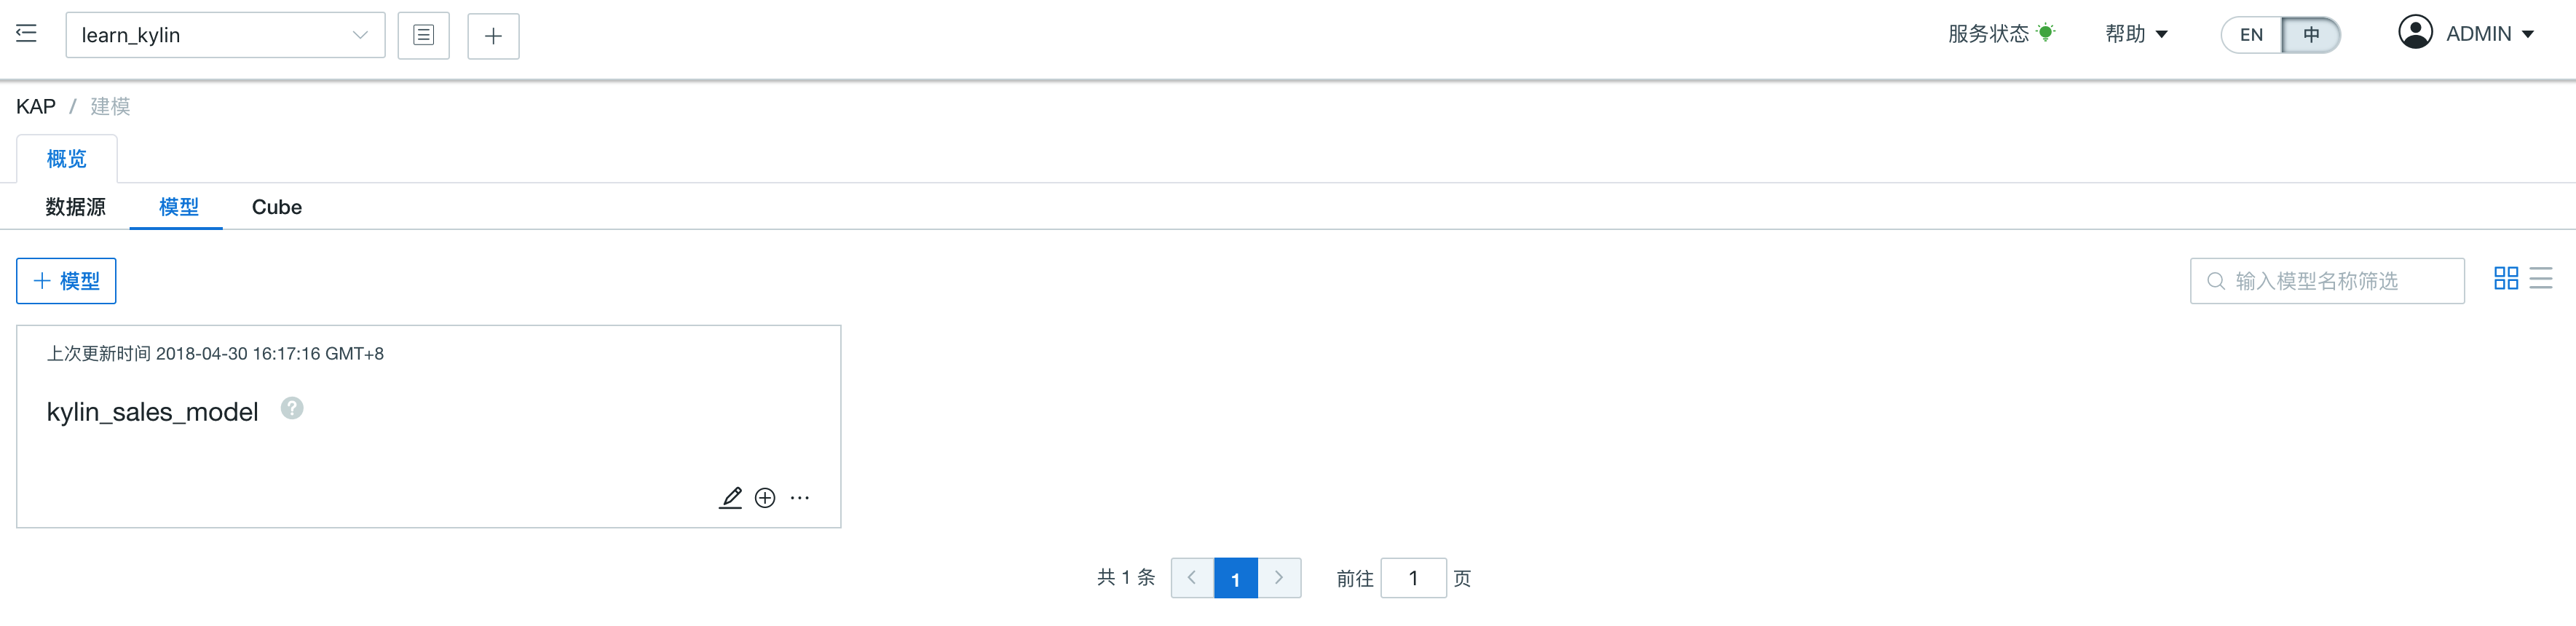 learn_kylin
服务状态 帮助 EN 中 ADMIN
KAP / 建模
概览
数据源 模型 Cube
模型
输入模型名称筛选
上次更新时间 2018-04-30 16:17:16 GMT+8
kylin_sales_model ?
共 1 条 1 前往 1 页